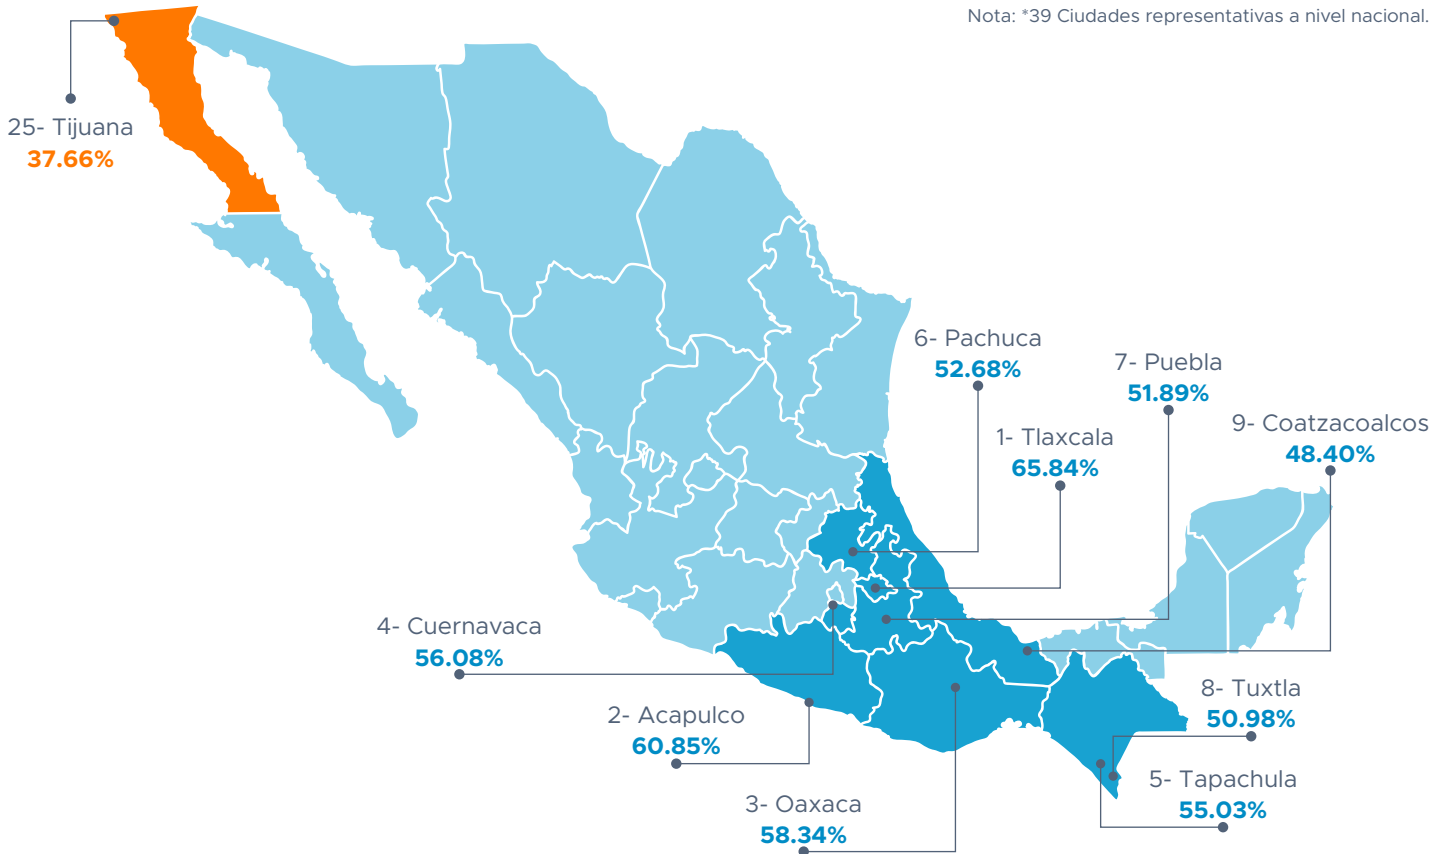 Nota: *39 Ciudades representativas a nivel nacional.
25- Tijuana
37.66%
6- Pachuca
52.68%
7- Puebla
51.89%
1- Tlaxcala
65.84%
9- Coatzacoalcos
48.40%
4- Cuernavaca
56.08%
2- Acapulco
60.85%
8- Tuxtla
50.98%
5- Tapachula
55.03%
3- Oaxaca
58.34%